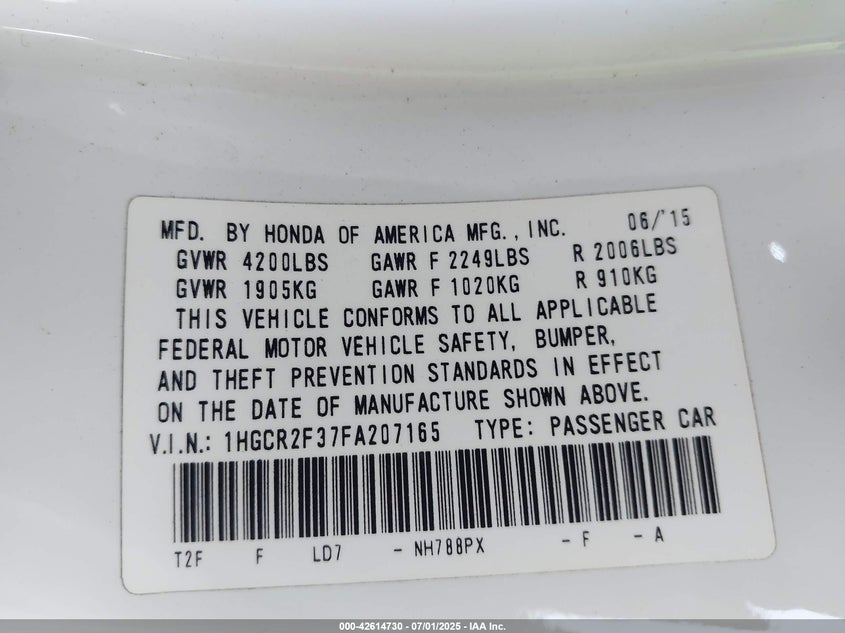 MFD. BY HONDA OF AMERICA MFG., INC. 06/'15
GVWR 4200LBS GAWR F 2249LBS R 2006LBS
GVWR 1905KG GAWR F 1020KG R 910KG
THIS VEHICLE CONFORMS TO ALL APPLICABLE
FEDERAL MOTOR VEHICLE SAFETY, BUMPER,
AND THEFT PREVENTION STANDARDS IN EFFECT
ON THE DATE OF MANUFACTURE SHOWN ABOVE.
V.I.N.: 1HGCR2F37FA207165 TYPE: PASSENGER CAR
T2F F LD7 - NH788PX - F - A
000-42614730 - 07/01/2025 - IAA Inc.